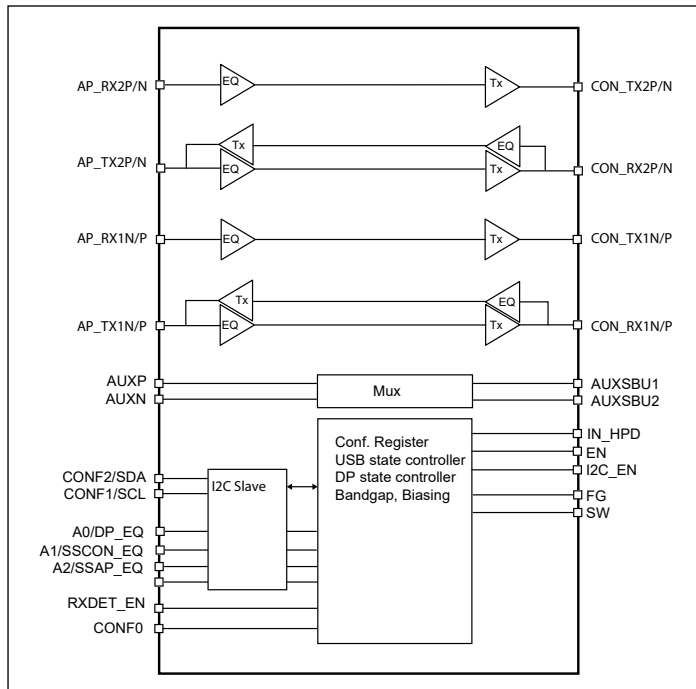 AP_RX2P/N
EQ
Tx
CON_TX2P/N
Tx
EQ
AP_TX2P/N
EQ
Tx
CON_RX2P/N
AP_RX1N/P
EQ
Tx
CON_TX1N/P
Tx
EQ
AP_TX1N/P
EQ
Tx
CON_RX1N/P
AUXP
AUXN
Mux
AUXSBU1
AUXSBU2
CONF2/SDA
CONF1/SCL
A0/DP_EQ
A1/SSCON_EQ
A2/SSAP_EQ
RXDET_EN
CONF0
I2C Slave
Conf. Register
USB state controller
DP state controller
Bandgap, Biasing
IN_HPD
EN
I2C_EN
FG
SW